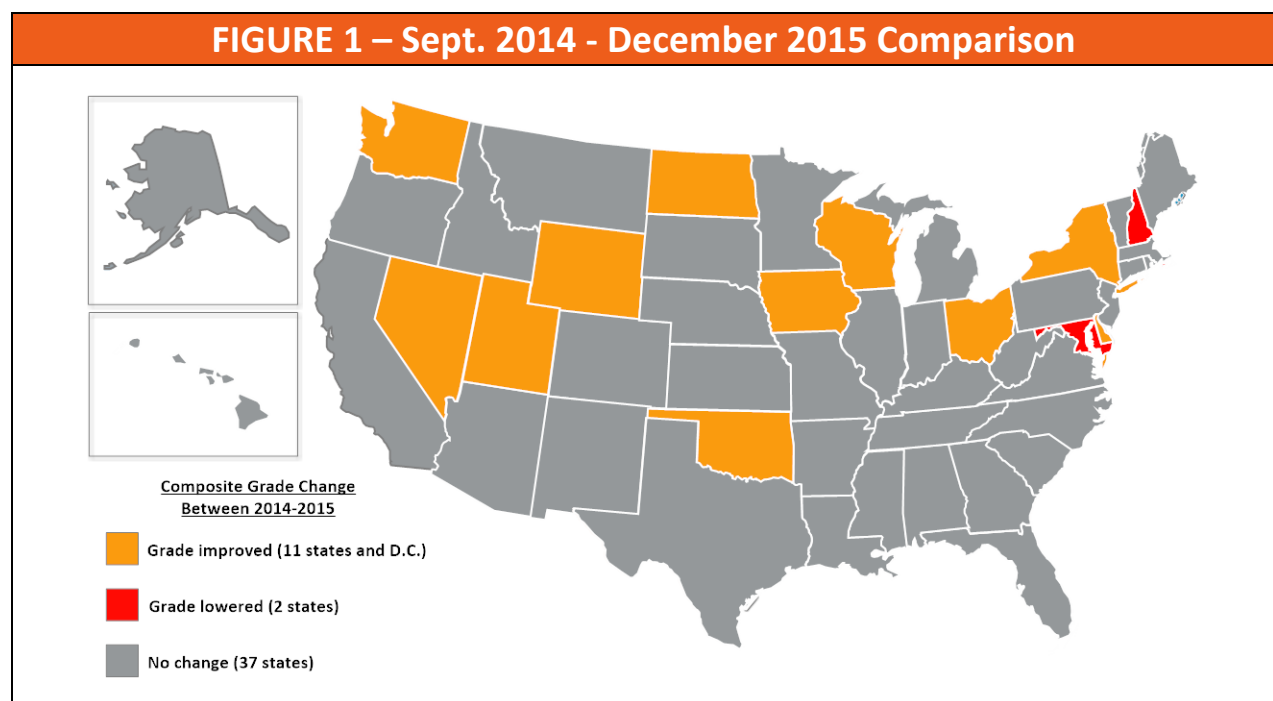 FIGURE 1 – Sept. 2014 - December 2015 Comparison
Composite Grade Change
Between 2014-2015
Grade improved (11 states and D.C.)
Grade lowered (2 states)
No change (37 states)